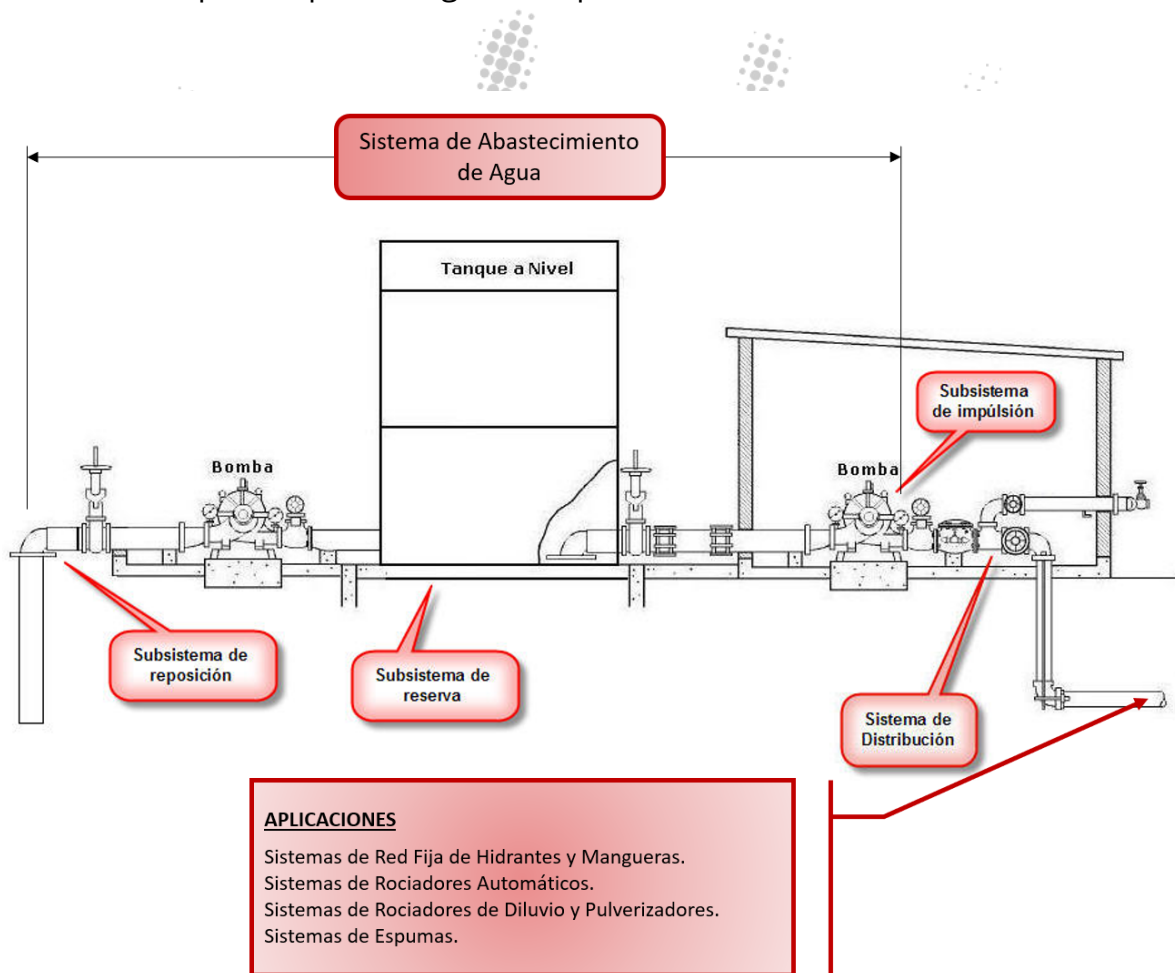 Sistema de Abastecimiento
de Agua
Tanque a Nivel
Subsistema
de impúlsión
Bomba
Bomba
Subsistema de
reposición
Subsistema de
reserva
Sistema de
Distribución
APLICACIONES
Sistemas de Red Fija de Hidrantes y Mangueras.
Sistemas de Rociadores Automáticos.
Sistemas de Rociadores de Diluvio y Pulverizadores.
Sistemas de Espumas.